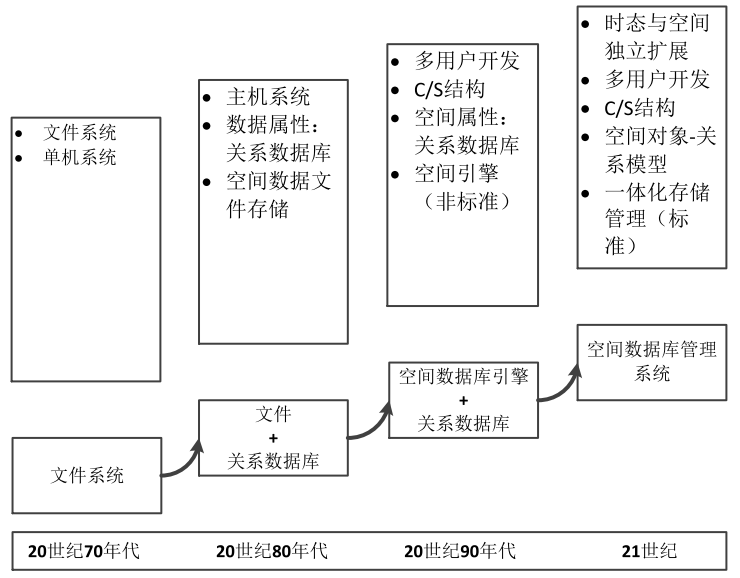 文件系统
单机系统
主机系统
数据属性：
关系数据库
空间数据文
件存储
多用户开发
C/S结构
空间属性：
关系数据库
空间引擎
（非标准）
时态与空间
独立扩展
多用户开发
C/S结构
空间对象-关
系模型
一体化存储
管理（标
准）
文件系统
文件
+
关系数据库
空间数据库引擎
+
关系数据库
空间数据库管理
系统
20世纪70年代
20世纪80年代
20世纪90年代
21世纪